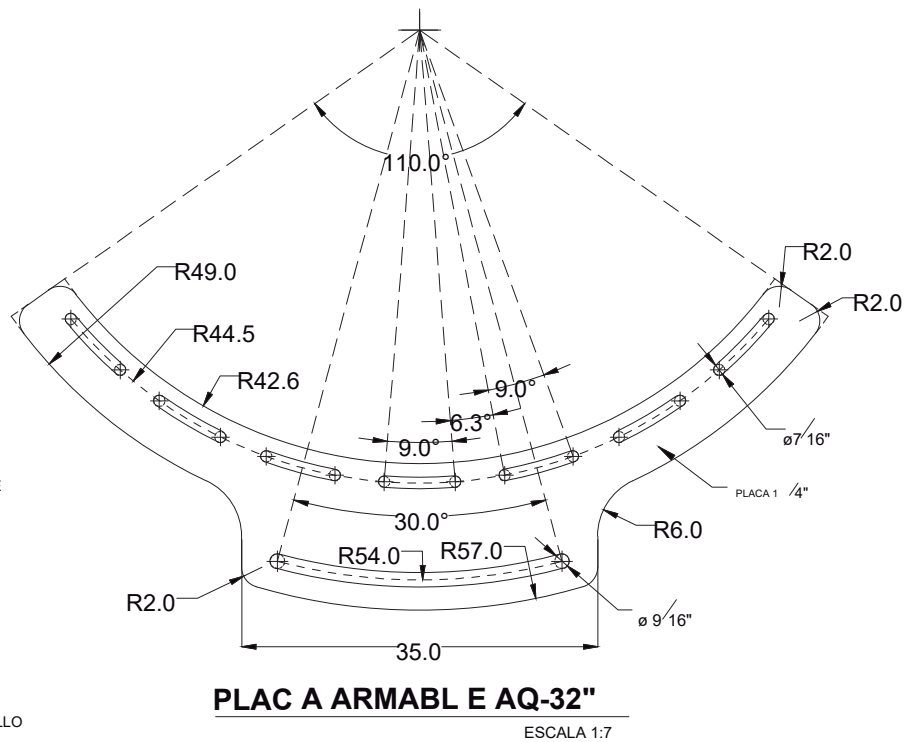 110.0°
R49.0
R2.0
R2.0
R44.5
R42.6
9.0°
6.3°
9.0°
ø7/16"
PLACA 1 /4"
30.0°
R6.0
R54.0
R57.0
R2.0
ø 9/16"
35.0
PLAC A ARMABL E AQ-32"
ESCALA 1:7
E
LLO